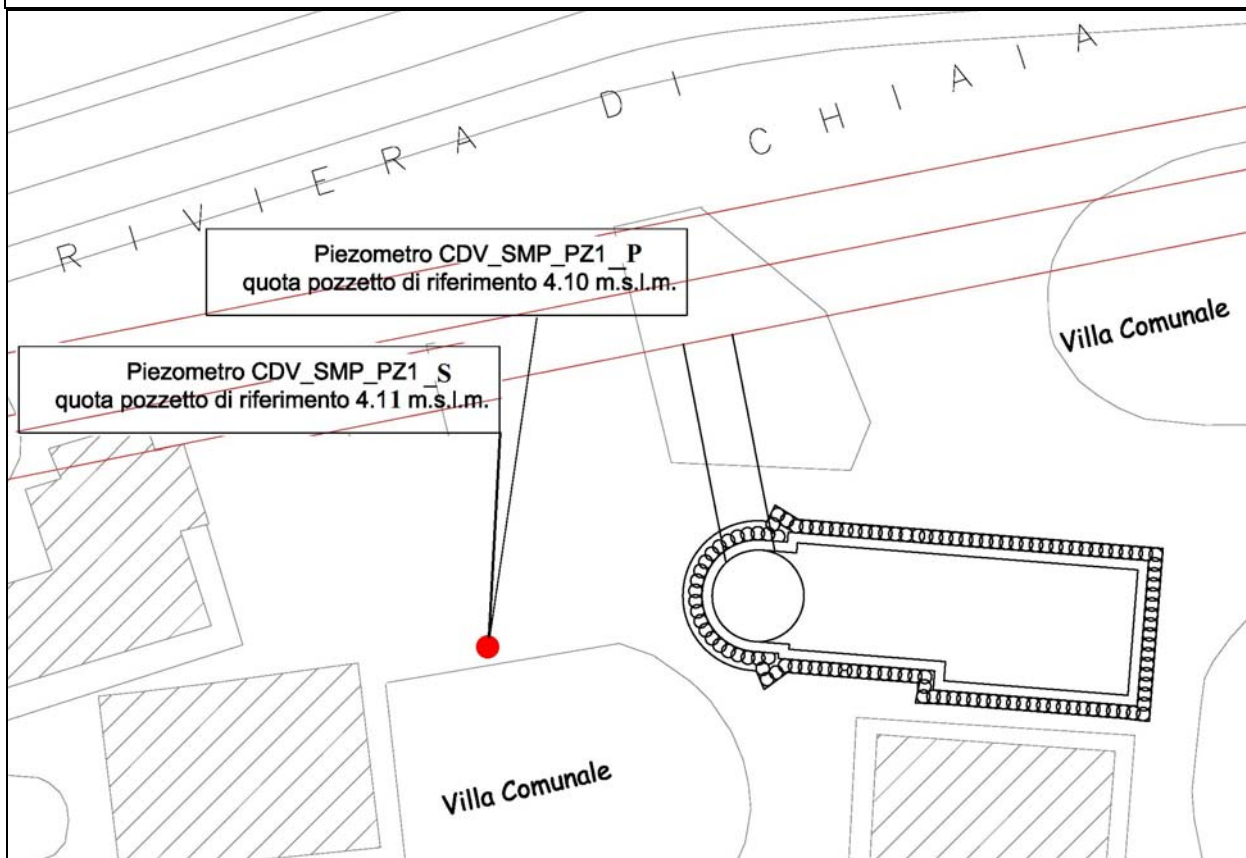 RIVIERA DI CHIAIA
Piezometro CDV_SMP_PZ1_P
quota pozzetto di riferimento 4.10 m.s.l.m.
Piezometro CDV_SMP_PZ1_S
quota pozzetto di riferimento 4.11 m.s.l.m.
Villa Comunale
Villa Comunale